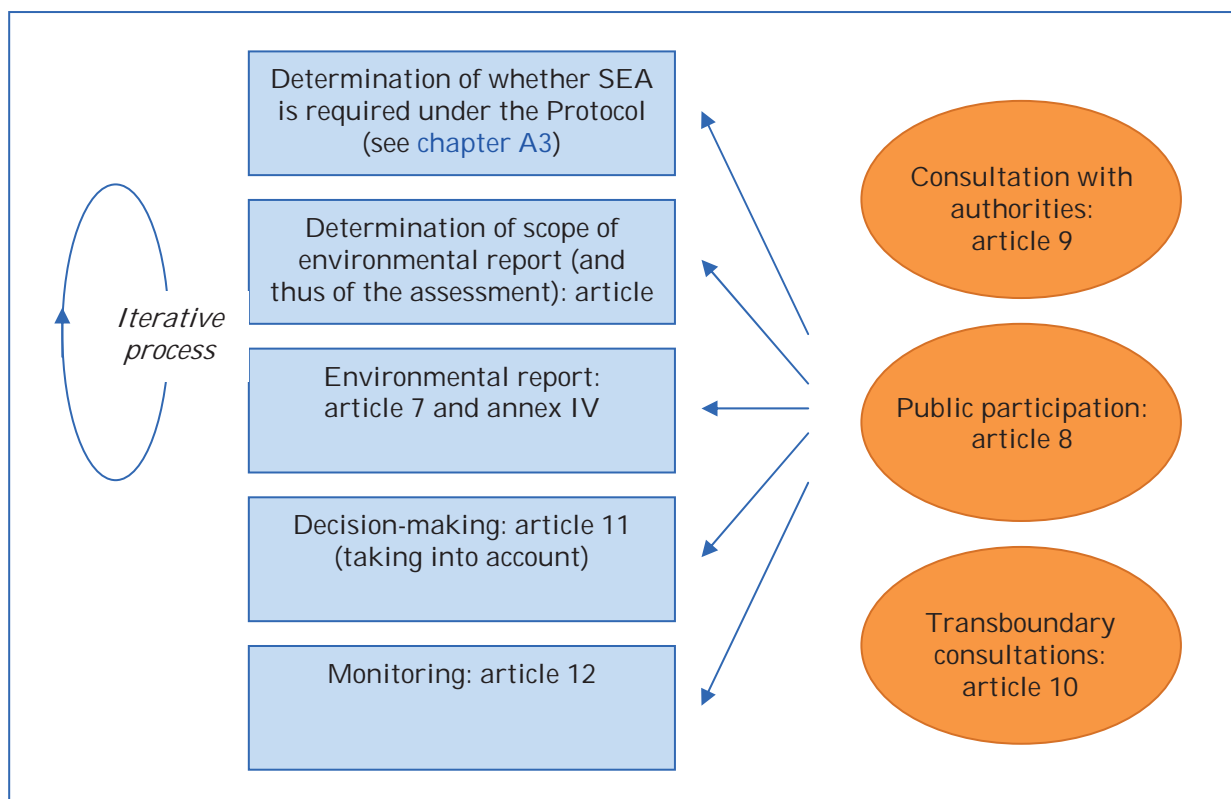 Determination of whether SEA
is required under the Protocol
(see chapter A3)
Determination of scope of
environmental report (and
thus of the assessment): article
Iterative
process
Environmental report:
article 7 and annex IV
Decision-making: article 11
(taking into account)
Monitoring: article 12
Consultation with
authorities:
article 9
Public participation:
article 8
Transboundary
consultations:
article 10